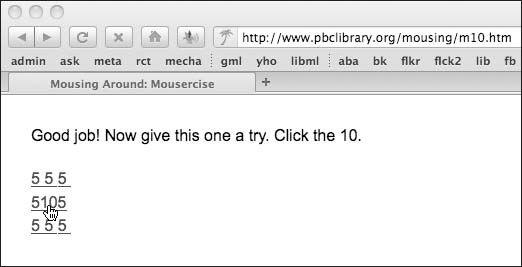 http://www.pbclibrary.org/mousing/m10.htm
admin ask meta rct mecha gml yho libml aba bk flkr flck2 lib fb
Mousing Around: Mousercise
Good job! Now give this one a try. Click the 10.
5 5 5
5105
5 5 5